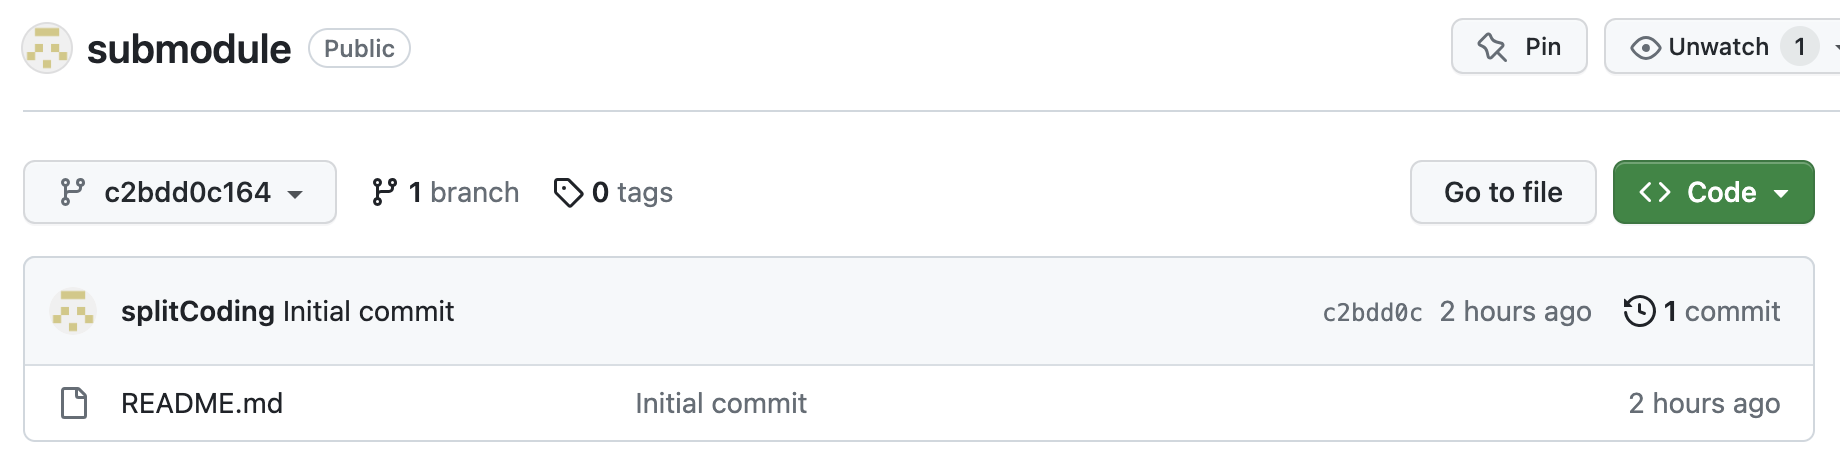 submodule Public Pin Unwatch 1
c2bdd0c164 1 branch 0 tags Go to file Code
splitCoding Initial commit c2bdd0c 2 hours ago 1 commit
README.md Initial commit 2 hours ago